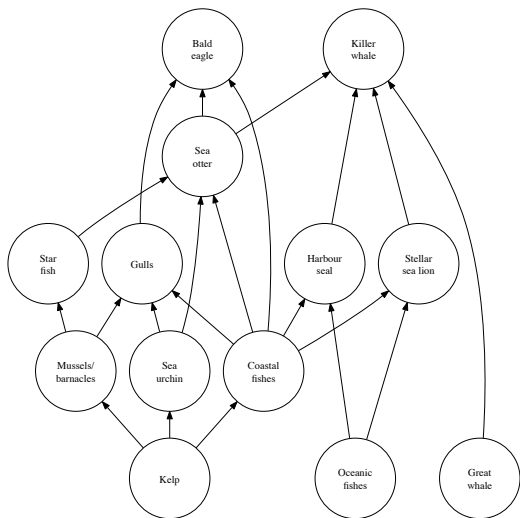 Bald
eagle
Killer
whale
Sea
otter
Star
fish
Gulls
Harbour
seal
Stellar
sea lion
Mussels/
barnacles
Sea
urchin
Coastal
fishes
Kelp
Oceanic
fishes
Great
whale